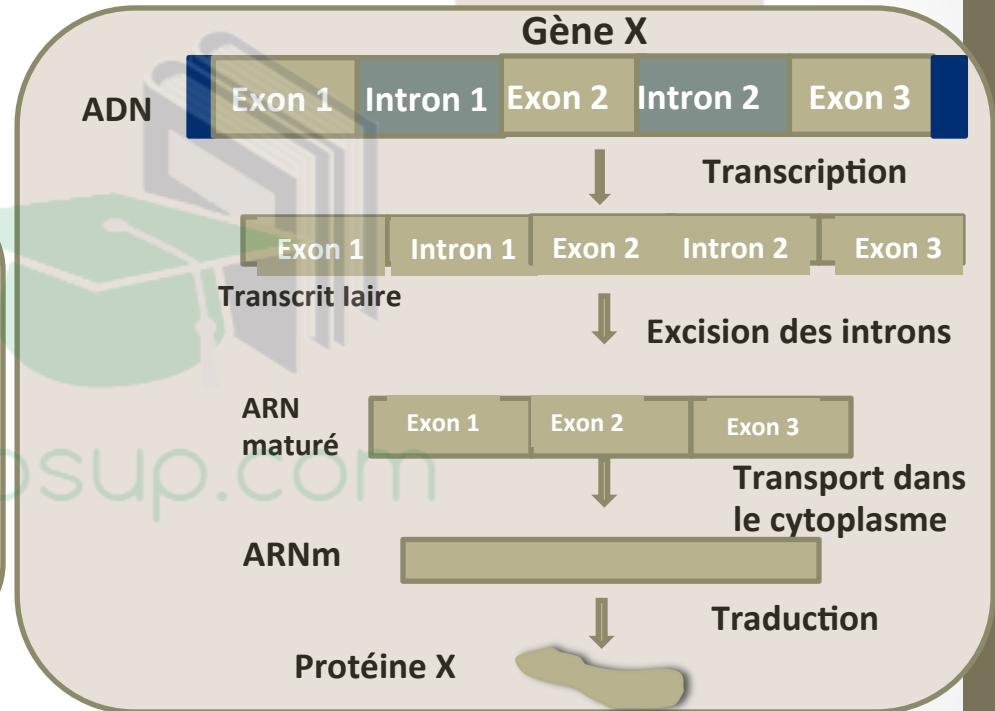 Gène X
ADN
Exon 1 Intron 1 Exon 2 Intron 2 Exon 3
Transcription
Exon 1 Intron 1 Exon 2 Intron 2 Exon 3
Transcrit Iaire
Excision des introns
ARN
maturé
Exon 1 Exon 2 Exon 3
osup.com
Transport dans
le cytoplasme
ARNm
Traduction
Protéine X